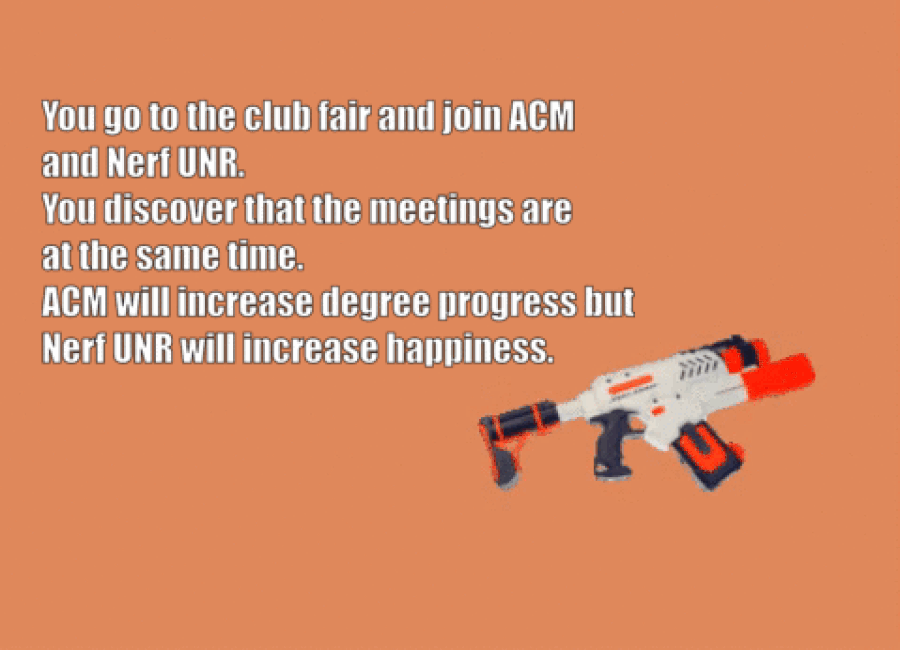 You go to the club fair and join ACM
and Nerf UNR.
You discover that the meetings are
at the same time.
ACM will increase degree progress but
Nerf UNR will increase happiness.